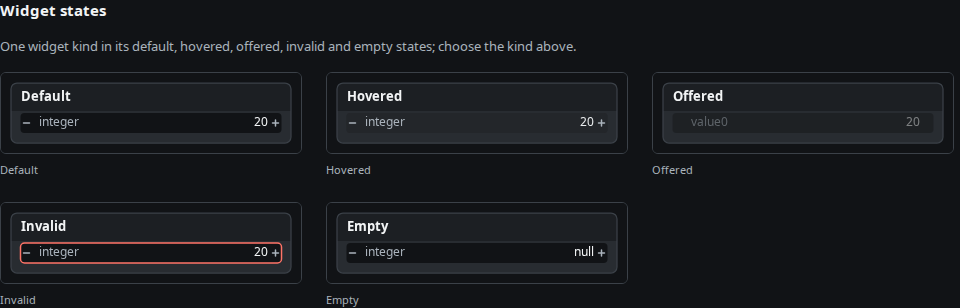 Widget states
One widget kind in its default, hovered, offered, invalid and empty states; choose the kind above.
Default
− integer 20 +
Default
Hovered
− integer 20 +
Hovered
Offered
value0 20
Offered
Invalid
− integer 20 +
Invalid
Empty
− integer null +
Empty